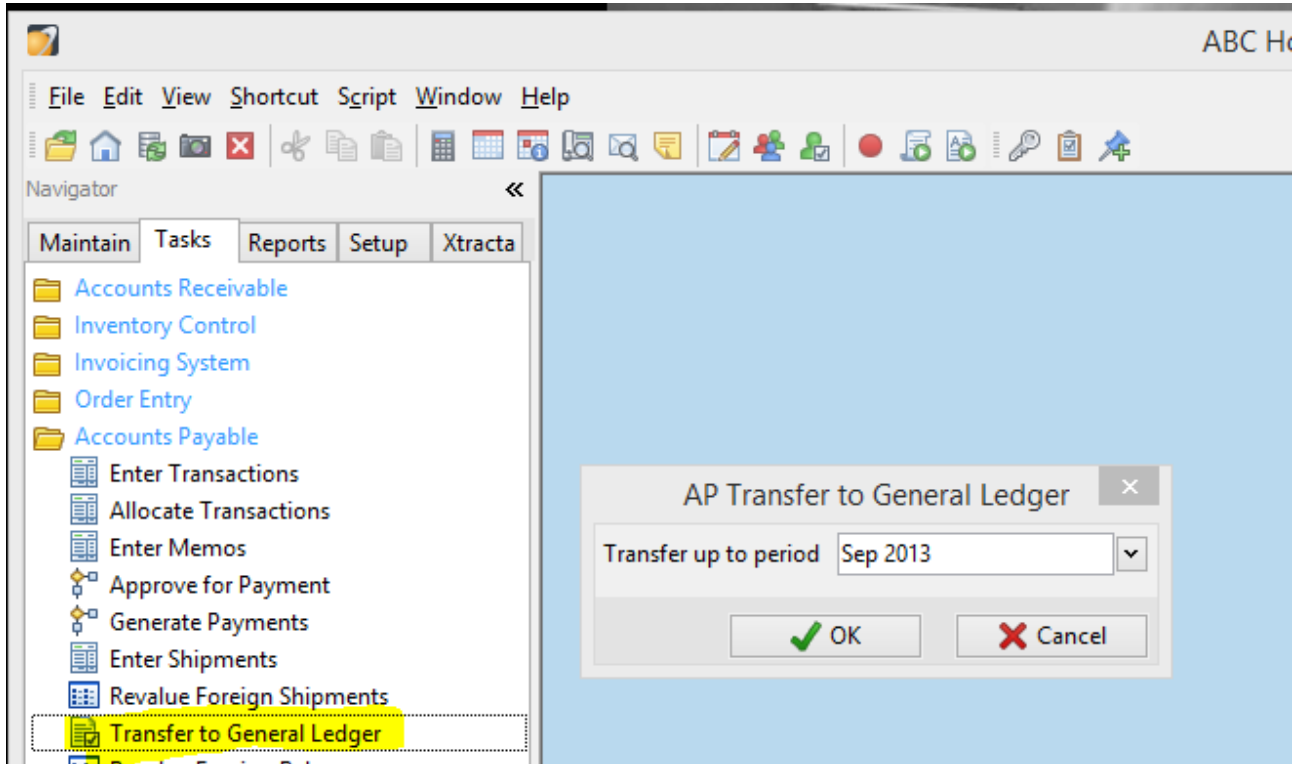 ABC Ho
File Edit View Shortcut Script Window Help
Navigator
Maintain Tasks Reports Setup Xtracta
Accounts Receivable
Inventory Control
Invoicing System
Order Entry
Accounts Payable
Enter Transactions
Allocate Transactions
Enter Memos
Approve for Payment
Generate Payments
Enter Shipments
Revalue Foreign Shipments
Transfer to General Ledger
AP Transfer to General Ledger
Transfer up to period Sep 2013
OK Cancel